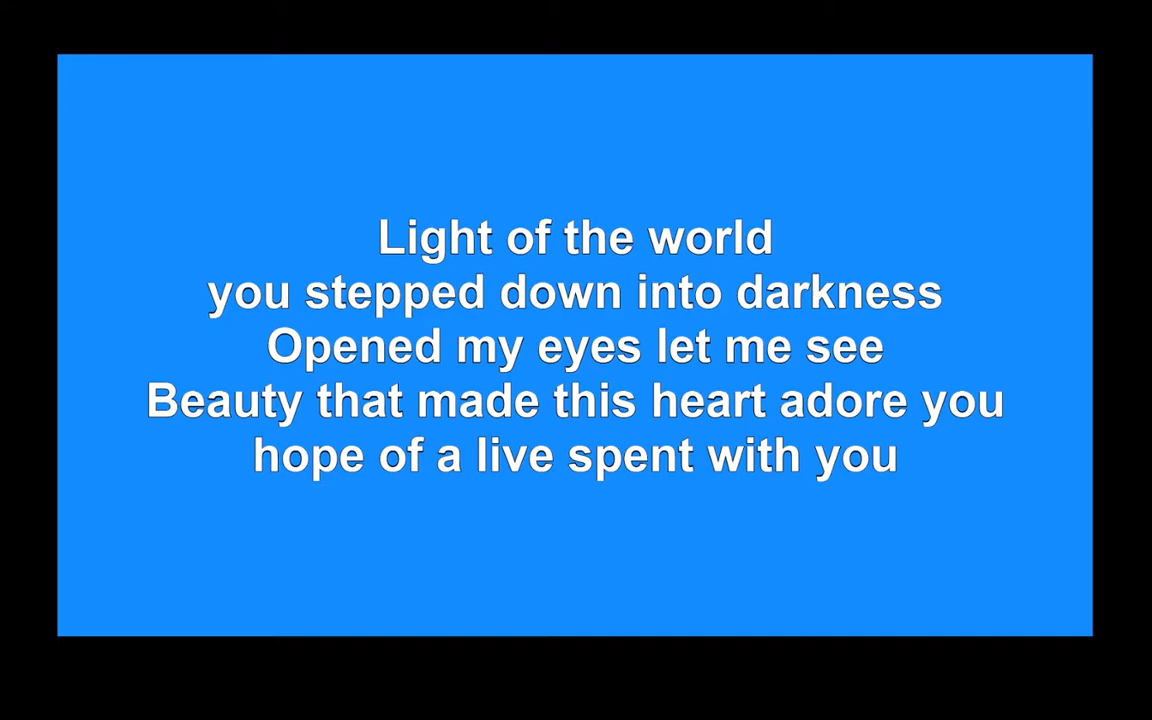 Light of the world
you stepped down into darkness
Opened my eyes let me see
Beauty that made this heart adore you
hope of a live spent with you